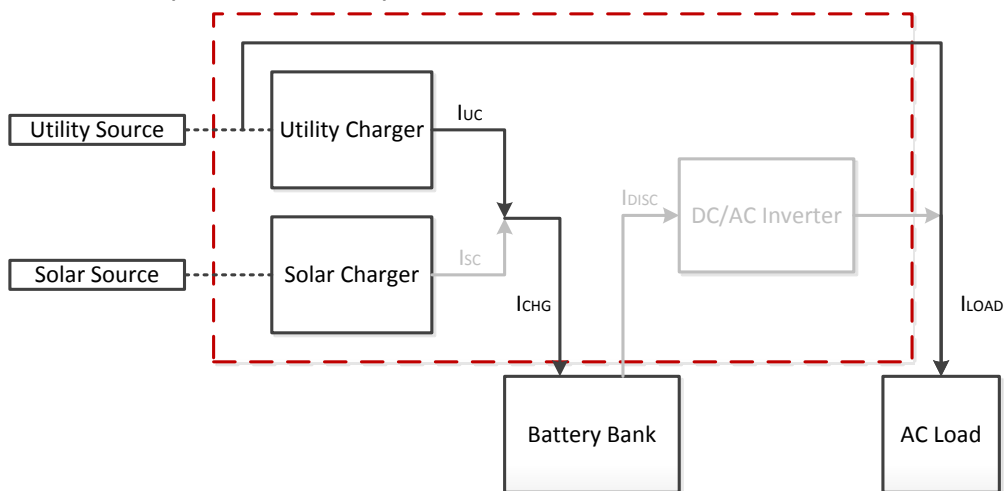 Utility Source
Utility Charger
IUC
Solar Source
Solar Charger
ISC
ICHG
IDISC
DC/AC Inverter
ILOAD
Battery Bank
AC Load